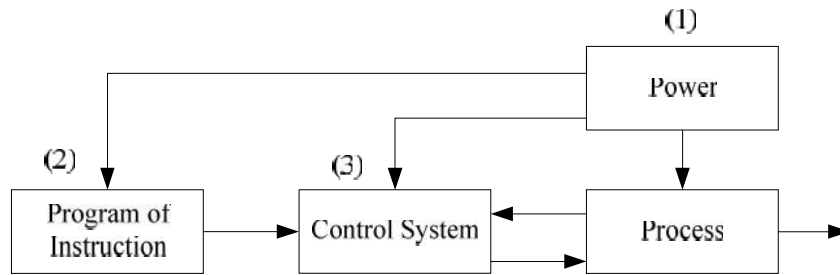 (1)
Power
(2)
(3)
Program of
Instruction
Control System
Process